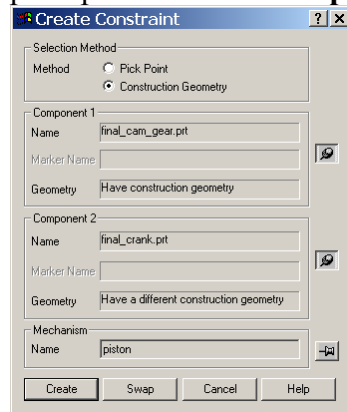 Create Constraint
Selection Method
Method Pick Point
Construction Geometry
Component 1
Name final_cam_gear.prt
Marker Name
Geometry Have construction geometry
Component 2
Name final_crank.prt
Marker Name
Geometry Have a different construction geometry
Mechanism
Name piston
Create Swap Cancel Help